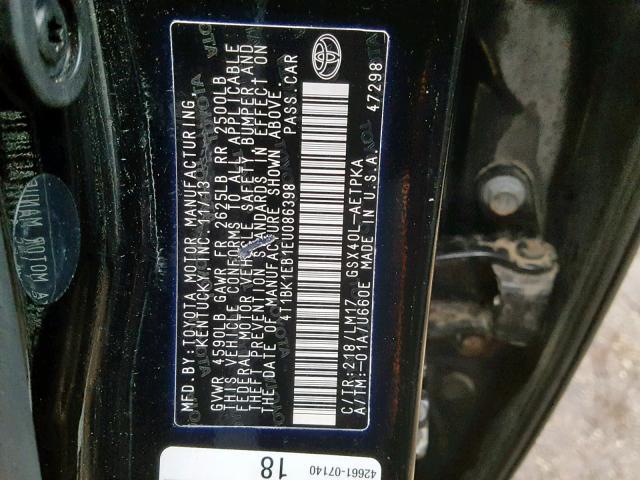 MFD. BY: TOYOTA MOTOR MANUFACTURING,
KENTUCKY, INC. 11/13
GVWR 4590LB GAWR FR 2625LB RR 2500LB
THIS VEHICLE CONFORMS TO ALL APPLICABLE
FEDERAL MOTOR VEHICLE SAFETY, BUMPER, AND
THEFT PREVENTION STANDARDS IN EFFECT ON
THE DATE OF MANUFACTURE SHOWN ABOVE.
4T1BK1EB1EU086398 PASS. CAR
C/TR:218/LM17 GSX40L-AETPKA
A/TM:-01A/U660E MADE IN U.S.A. 47298
42661-07140
18